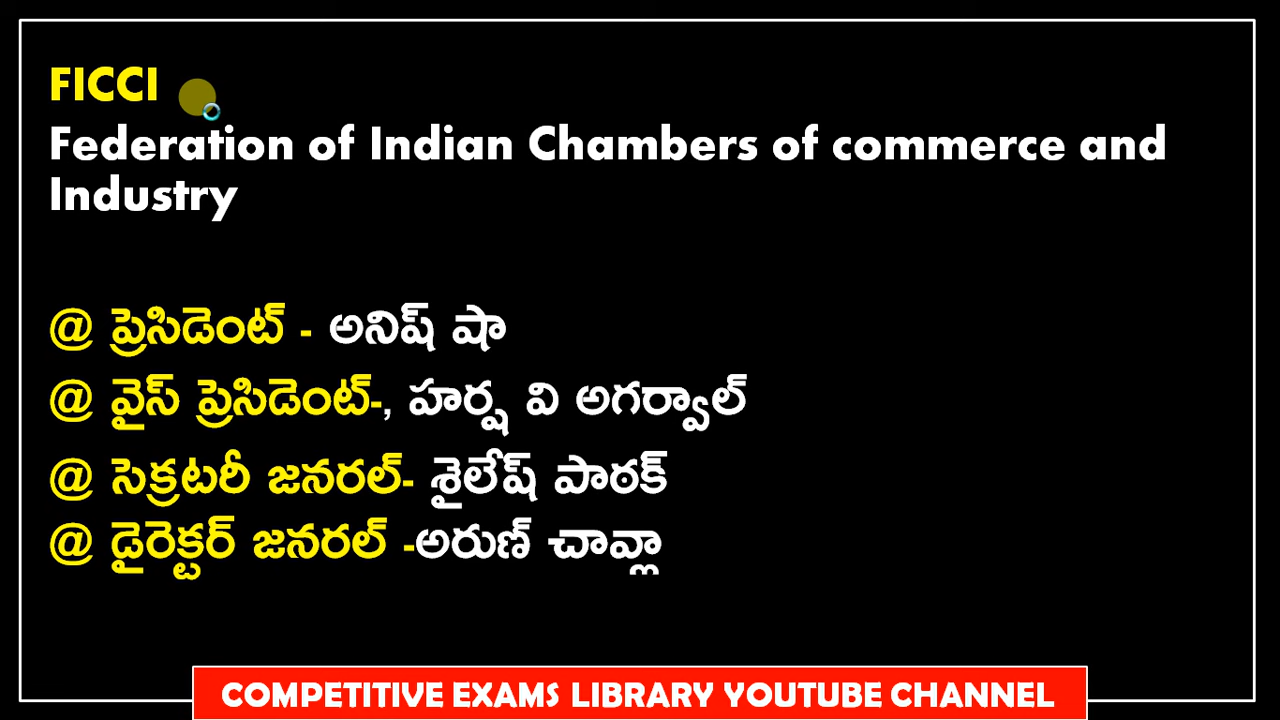 FICCI
Federation of Indian Chambers of commerce and
Industry
@ ప్రెసిడెంట్ - అనిష్ షా
@ వైస్ ప్రెసిడెంట్-, హర్ష వి అగర్వాల్
@ సెక్రటరీ జనరల్- శైలేష్ పాఠక్
@ డైరెక్టర్ జనరల్ -అరుణ్ చావ్లా
COMPETITIVE EXAMS LIBRARY YOUTUBE CHANNEL